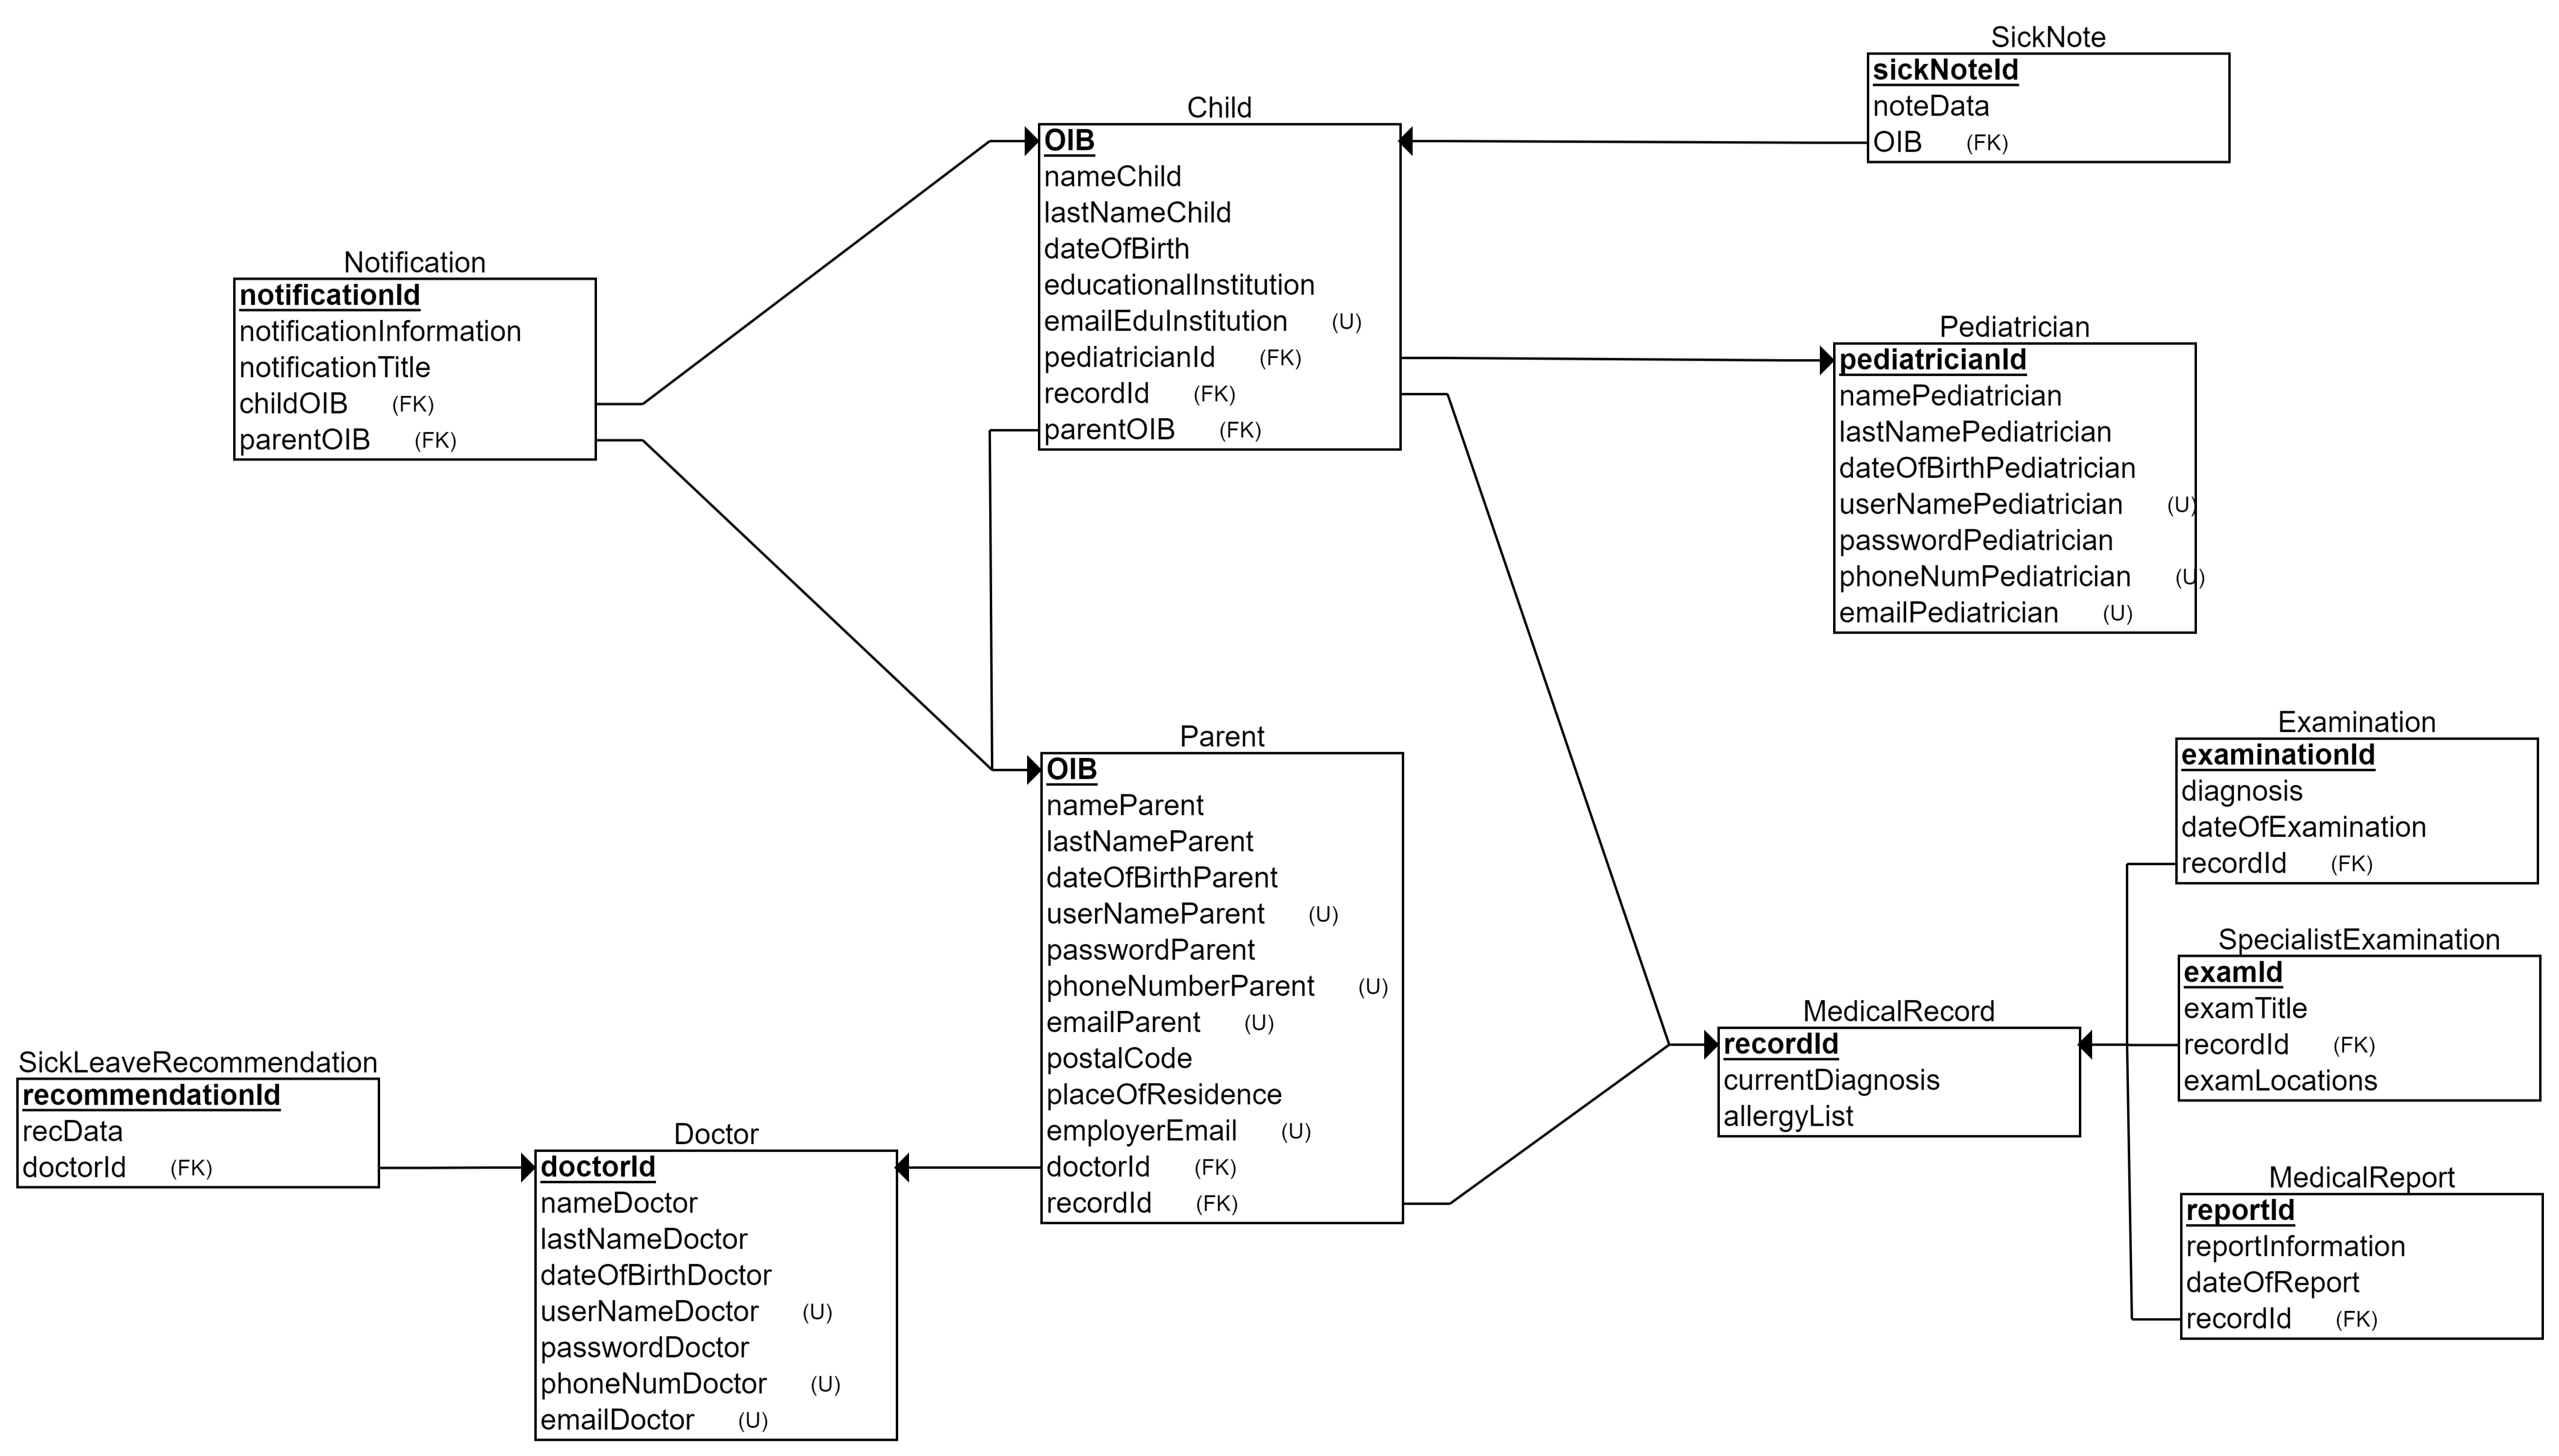 SickNote
sickNoteId
noteData
OIB (FK)
Child
OIB
nameChild
lastNameChild
dateOfBirth
educationalInstitution
emailEduInstitution (U)
pediatricianId (FK)
recordId (FK)
parentOIB (FK)
Notification
notificationId
notificationInformation
notificationTitle
childOIB (FK)
parentOIB (FK)
Pediatrician
pediatricianId
namePediatrician
lastNamePediatrician
dateOfBirthPediatrician
userNamePediatrician (U)
passwordPediatrician
phoneNumPediatrician (U)
emailPediatrician (U)
Parent
OIB
nameParent
lastNameParent
dateOfBirthParent
userNameParent (U)
passwordParent
phoneNumberParent (U)
emailParent (U)
postalCode
placeOfResidence
employerEmail (U)
doctorId (FK)
recordId (FK)
Examination
examinationId
diagnosis
dateOfExamination
recordId (FK)
SpecialistExamination
examId
examTitle
recordId (FK)
examLocations
MedicalRecord
recordId
currentDiagnosis
allergyList
MedicalReport
reportId
reportInformation
dateOfReport
recordId (FK)
SickLeaveRecommendation
recommendationId
recData
doctorId (FK)
Doctor
doctorId
nameDoctor
lastNameDoctor
dateOfBirthDoctor
userNameDoctor (U)
passwordDoctor
phoneNumDoctor (U)
emailDoctor (U)